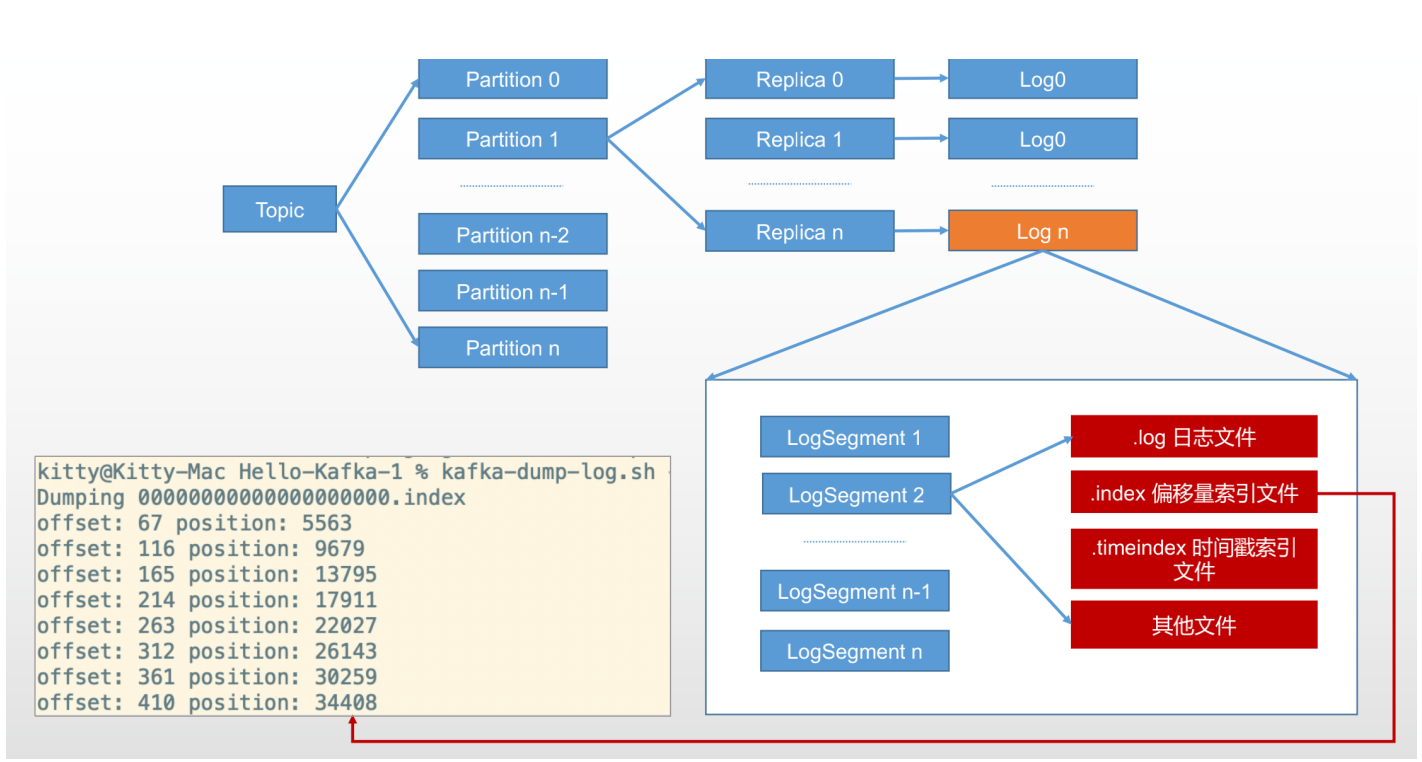 Partition 0
Replica 0
Log0
Partition 1
Replica 1
Log0
Topic
Partition n-2
Replica n
Log n
Partition n-1
Partition n
LogSegment 1
LogSegment 2
LogSegment n-1
LogSegment n
.log 日志文件
.index 偏移量索引文件
.timeindex 时间戳索引
文件
其他文件
kitty@Kitty-Mac Hello-Kafka-1 % kafka-dump-log.sh
Dumping 00000000000000000000.index
offset: 67 position: 5563
offset: 116 position: 9679
offset: 165 position: 13795
offset: 214 position: 17911
offset: 263 position: 22027
offset: 312 position: 26143
offset: 361 position: 30259
offset: 410 position: 34408